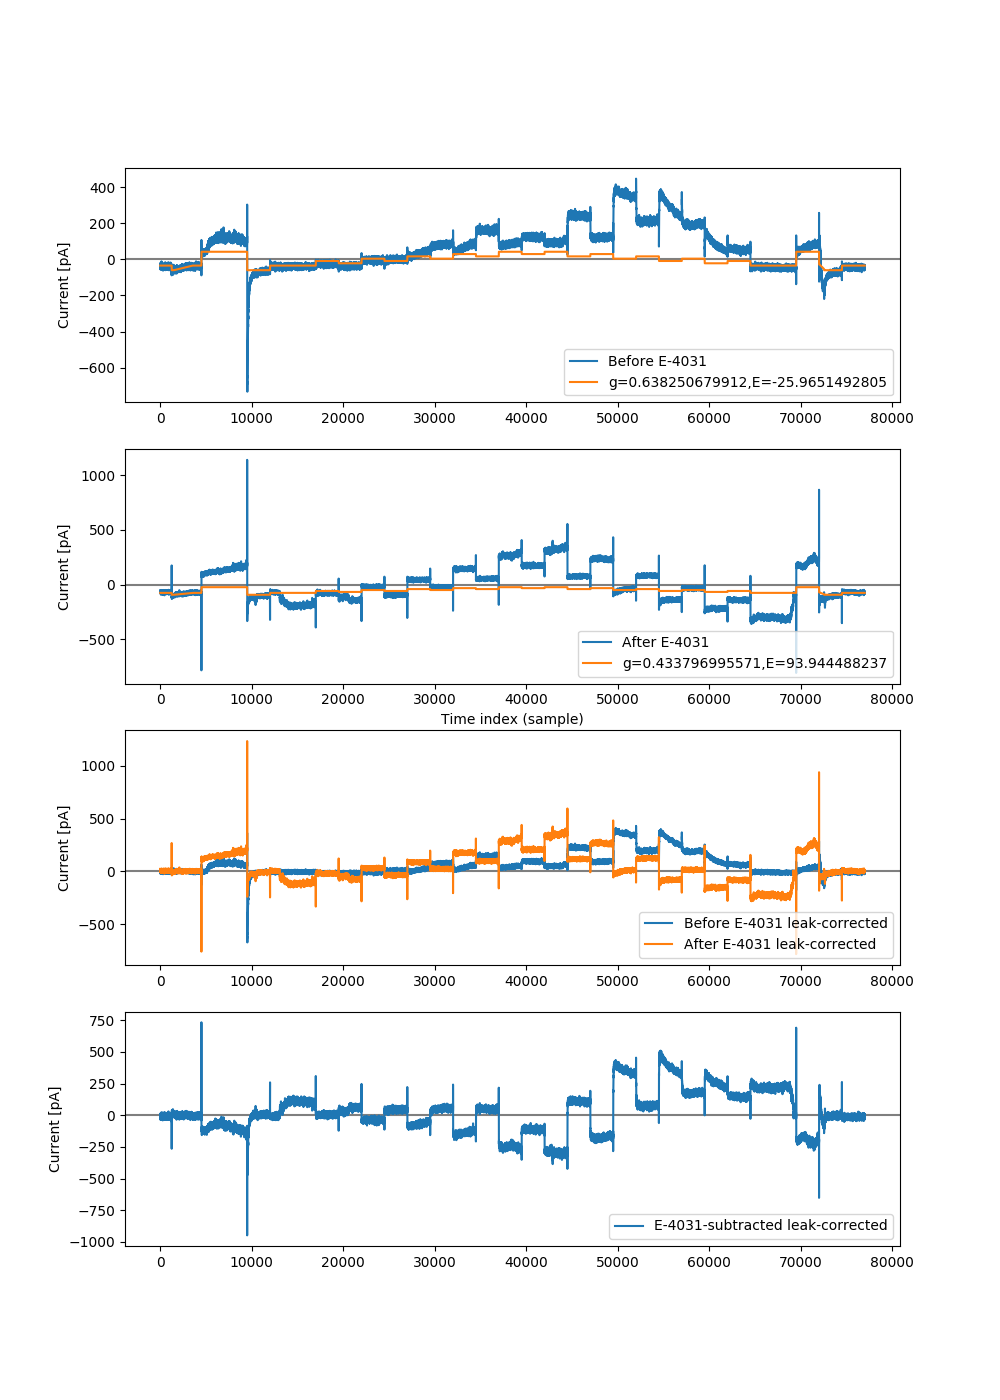 400
200
0
−200
−400
−600
Current [pA]
Before E-4031
g=0.638250679912,E=-25.9651492805
0 10000 20000 30000 40000 50000 60000 70000 80000
1000
500
0
−500
Current [pA]
After E-4031
g=0.433796995571,E=93.944488237
0 10000 20000 30000 40000 50000 60000 70000 80000
Time index (sample)
1000
500
0
−500
Current [pA]
Before E-4031 leak-corrected
After E-4031 leak-corrected
0 10000 20000 30000 40000 50000 60000 70000 80000
750
500
250
0
−250
−500
−750
−1000
Current [pA]
E-4031-subtracted leak-corrected
0 10000 20000 30000 40000 50000 60000 70000 80000